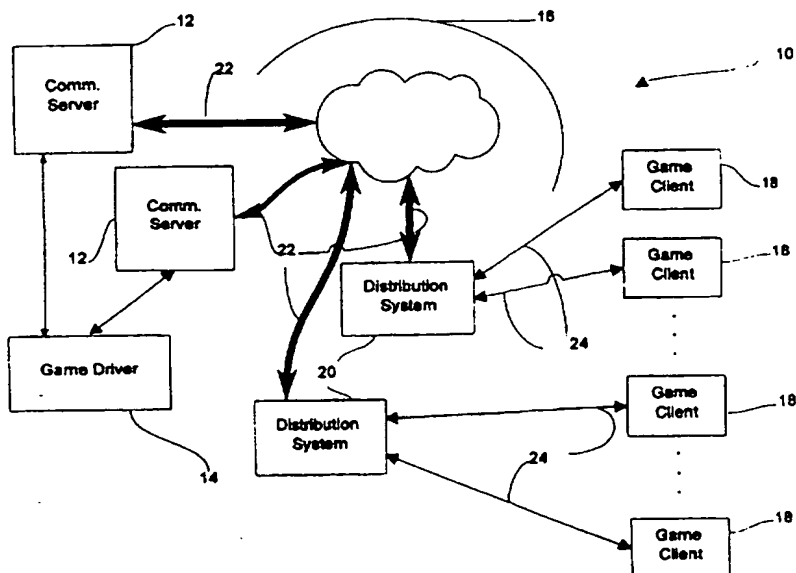 12
16
22
10
Comm.
Server
Game
Client
18
Comm.
Server
12
22
Game
Client
18
Distribution
System
22
24
Game Driver
20
Game
Client
18
Distribution
System
14
24
18
Game
Client